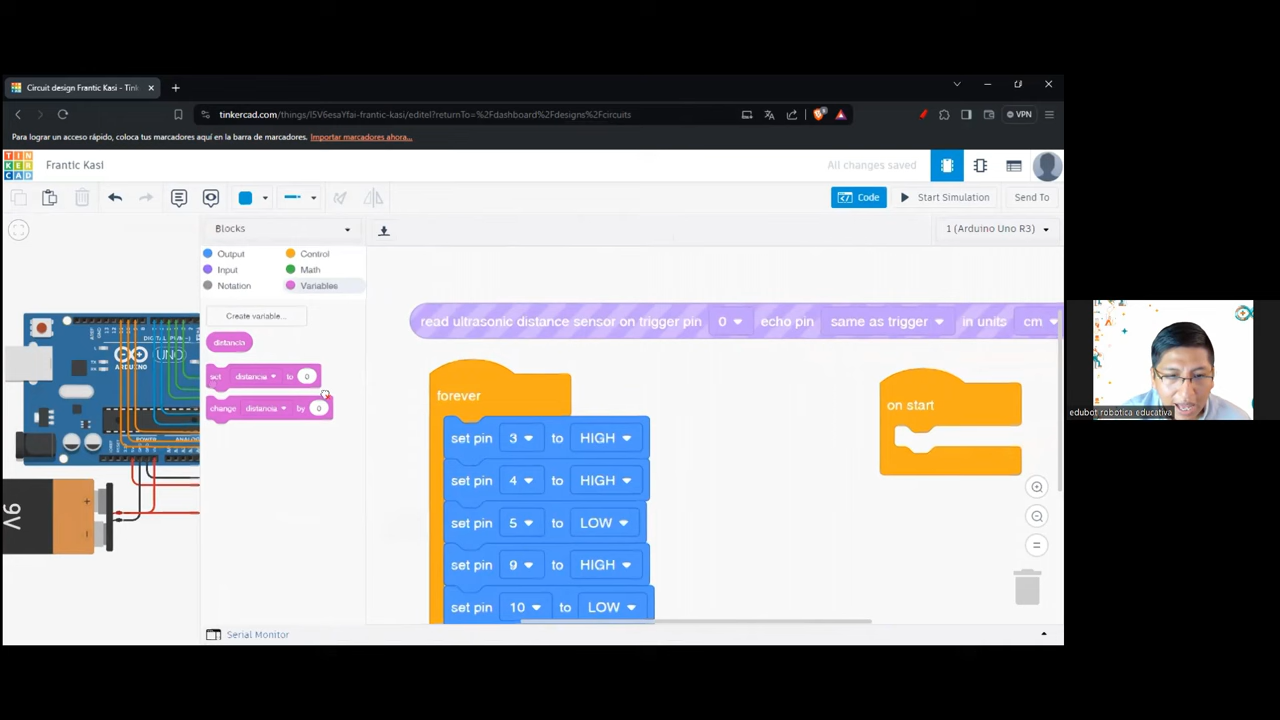 Circuit design Frantic Kasi - Tink
tinkercad.com/things/l5V6esaYfai-frantic-kasi/editel?returnTo=%2Fdashboard%2Fdesigns%2Fcircuits
VPN
Para lograr un acceso rápido, coloca tus marcadores aquí en la barra de marcadores. Importar marcadores ahora...
TIN
KER
CAD
Frantic Kasi
All changes saved
Code
Start Simulation
Send To
Blocks
1 (Arduino Uno R3)
Output
Control
Input
Math
Notation
Variables
Create variable...
distancia
set distancia to 0
change distancia by 0
read ultrasonic distance sensor on trigger pin 0 echo pin same as trigger in units cm
forever
set pin 3 to HIGH
set pin 4 to HIGH
set pin 5 to LOW
set pin 9 to HIGH
set pin 10 to LOW
on start
UNO
POWER
9V
Serial Monitor
edubot robotica educativa